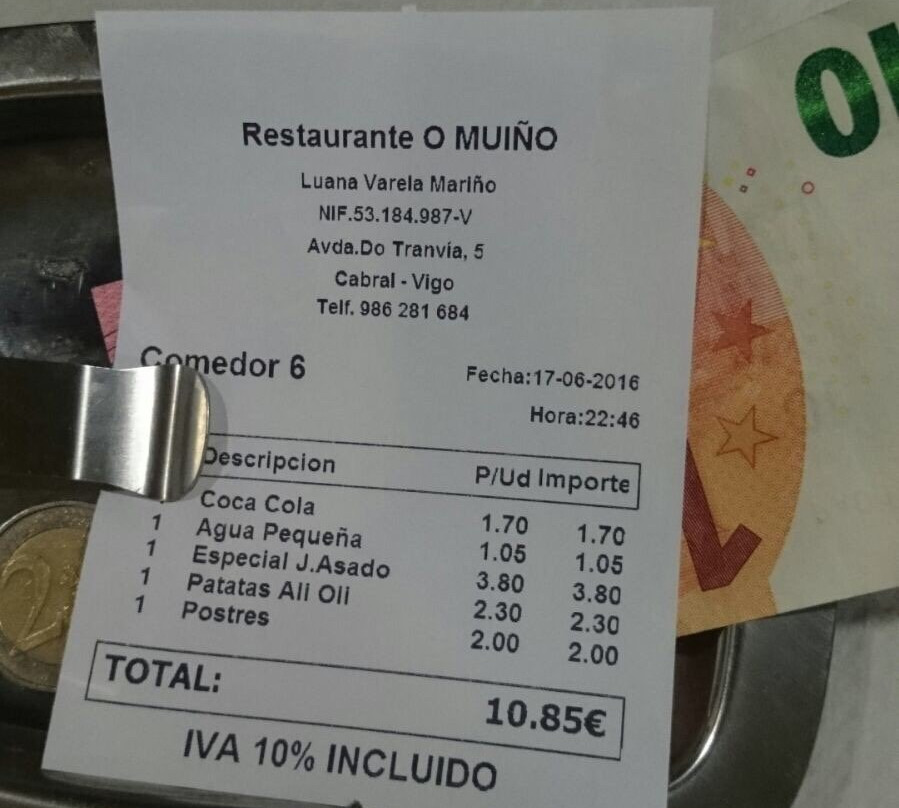 Restaurante O MUIÑO
Luana Varela Mariño
NIF.53.184.987-V
Avda.Do Tranvía, 5
Cabral - Vigo
Telf. 986 281 684
Comedor 6
Fecha:17-06-2016
Hora:22:46
Descripcion P/Ud Importe
Coca Cola 1.70 1.70
1 Agua Pequeña 1.05 1.05
1 Especial J.Asado 3.80 3.80
1 Patatas Ali Oli 2.30 2.30
1 Postres 2.00 2.00
TOTAL: 10.85€
IVA 10% INCLUIDO
10
2